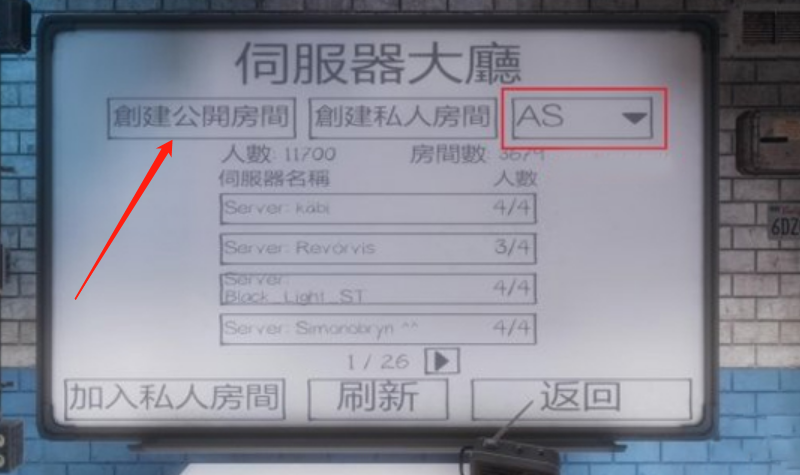 伺服器大廳
創建公開房間 創建私人房間 AS
人數: 11700 房間數: 3679
伺服器名稱 人數
Server: kabi 4/4
Server: Revórvis 3/4
Server:
Black_Light_ST 4/4
Server: Simonobryn ^^ 4/4
1 / 26
加入私人房間 刷新 返回
6DZ